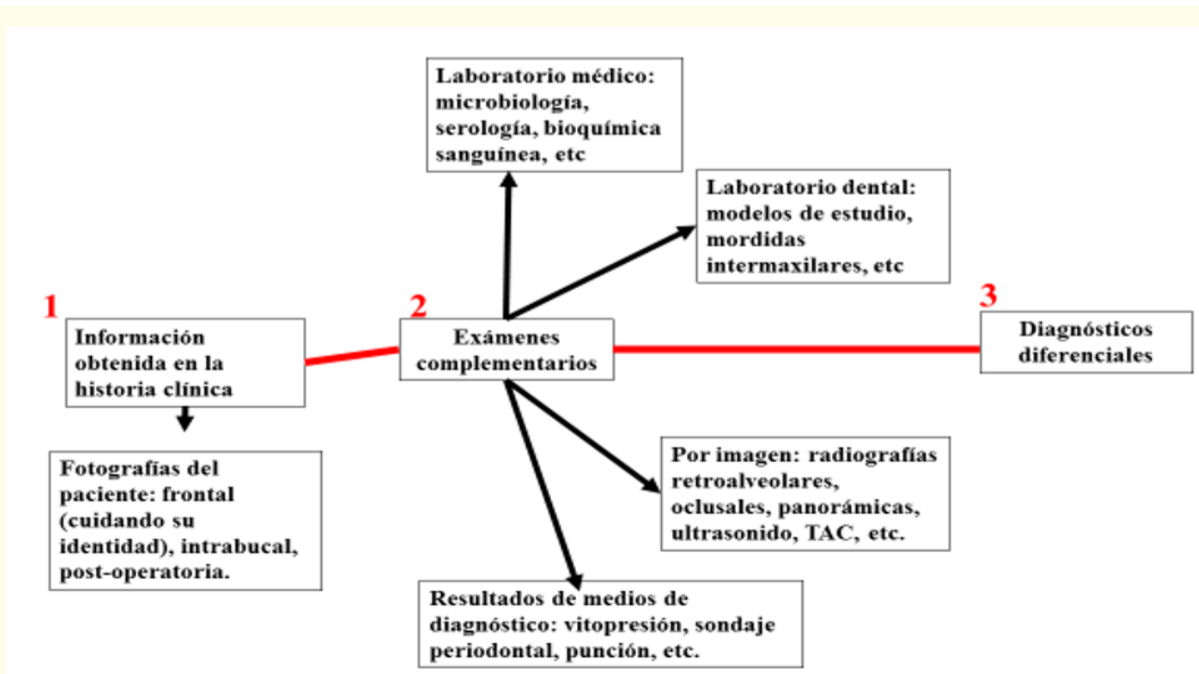 Laboratorio médico:
microbiología,
serología, bioquímica
sanguínea, etc
Laboratorio dental:
modelos de estudio,
mordidas
intermaxilares, etc
1
Información
obtenida en la
historia clínica
2
Exámenes
complementarios
3
Diagnósticos
diferenciales
Fotografías del
paciente: frontal
(cuidando su
identidad), intrabucal,
post-operatoria.
Por imagen: radiografías
retroalveolares,
oclusales, panorámicas,
ultrasonido, TAC, etc.
Resultados de medios de
diagnóstico: vitopresión, sondaje
periodontal, punción, etc.